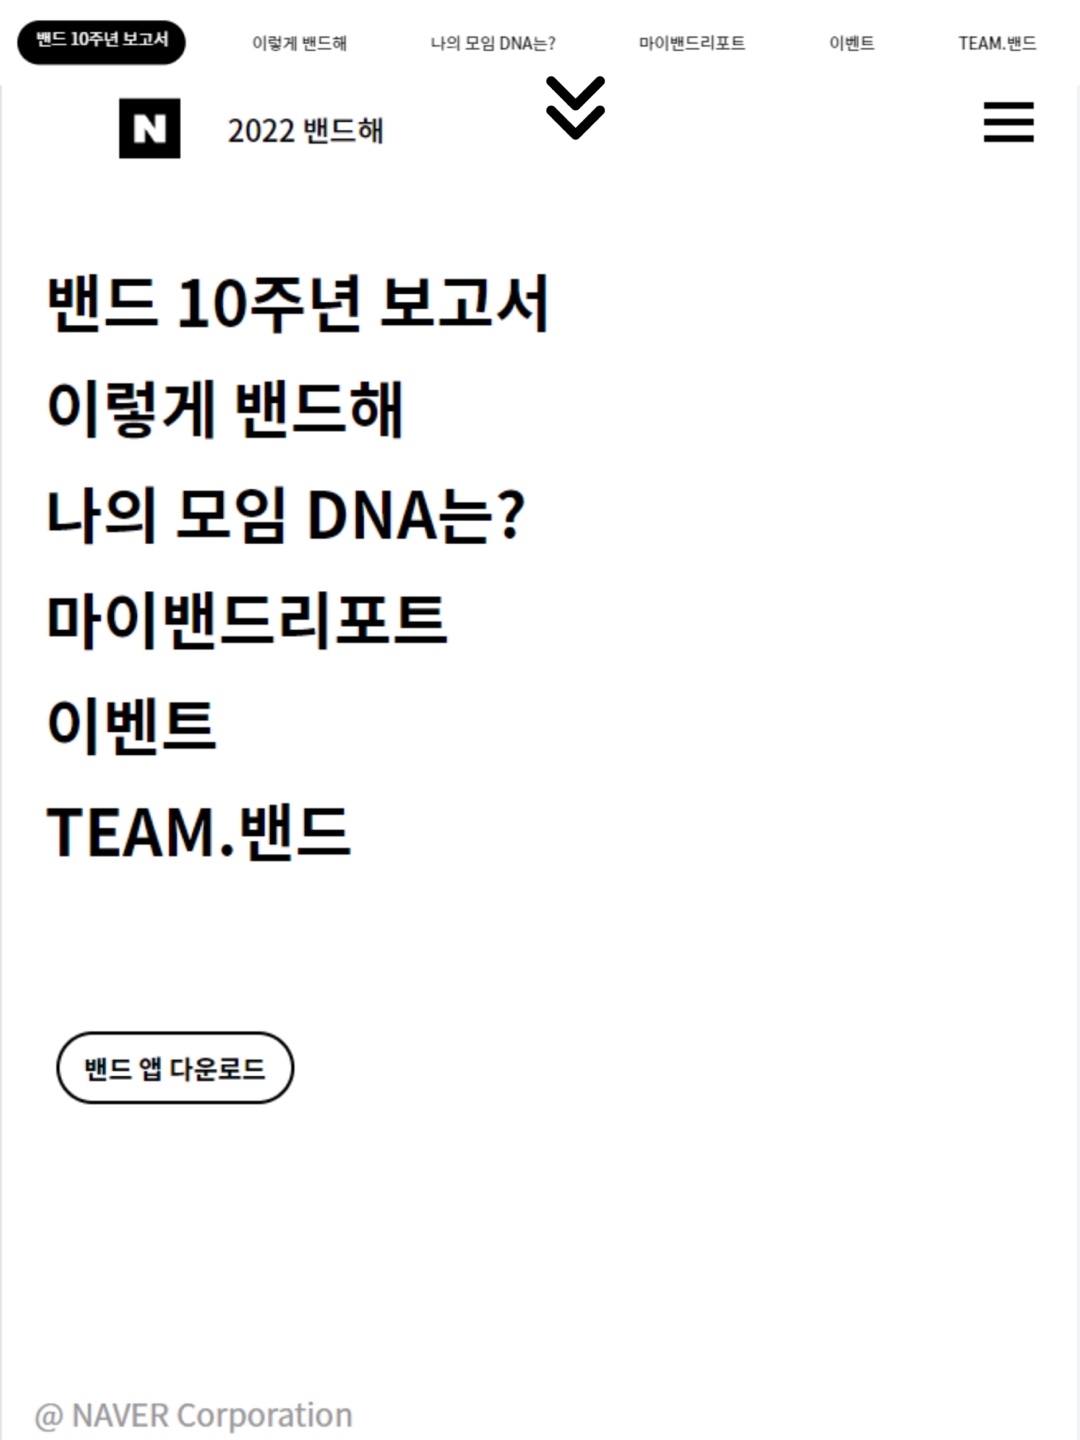 밴드 10주년 보고서 이렇게 밴드해 나의 모임 DNA는? 마이밴드리포트 이벤트 TEAM.밴드
N 2022 밴드해
밴드 10주년 보고서
이렇게 밴드해
나의 모임 DNA는?
마이밴드리포트
이벤트
TEAM.밴드
밴드 앱 다운로드
@ NAVER Corporation